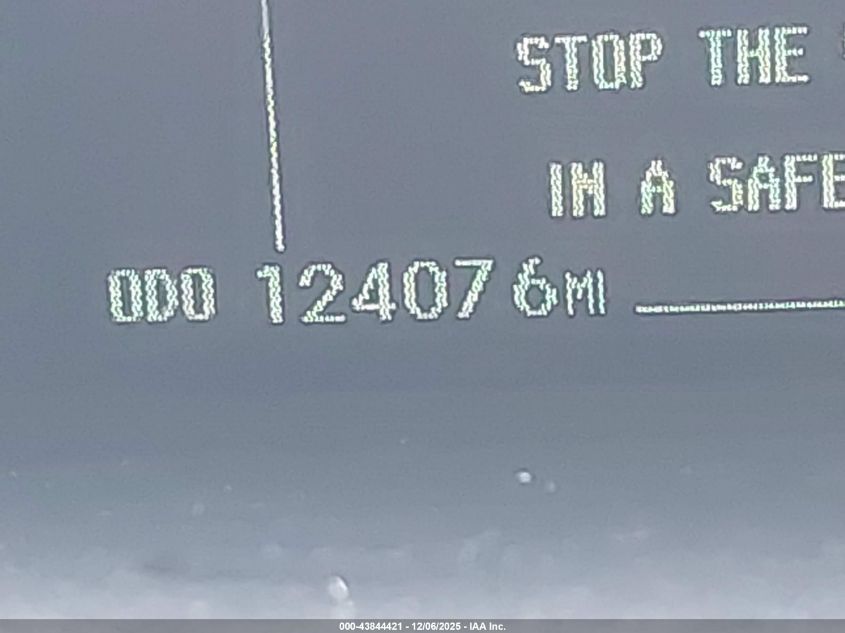 STOP THE
IN A SAFE
ODO 124076MI
000-43844421 - 12/06/2025 - IAA Inc.